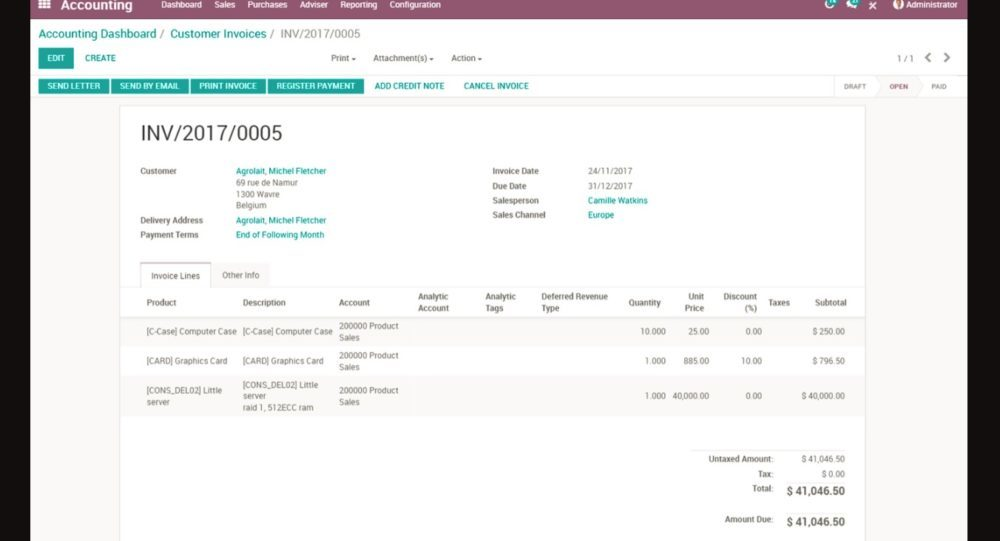 Accounting Dashboard Sales Purchases Adviser Reporting Configuration Administrator
Accounting Dashboard / Customer Invoices / INV/2017/0005
EDIT CREATE Print Attachment(s) Action 1 / 1
SEND LETTER SEND BY EMAIL PRINT INVOICE REGISTER PAYMENT ADD CREDIT NOTE CANCEL INVOICE DRAFT OPEN PAID
INV/2017/0005
Customer Agrolait, Michel Fletcher
69 rue de Namur
1300 Wavre
Belgium
Delivery Address Agrolait, Michel Fletcher
Payment Terms End of Following Month
Invoice Date 24/11/2017
Due Date 31/12/2017
Salesperson Camille Watkins
Sales Channel Europe
Invoice Lines Other Info
Product Description Account Analytic Account Analytic Tags Deferred Revenue Type Quantity Unit Price Discount (%) Taxes Subtotal
[C-Case] Computer Case [C-Case] Computer Case 200000 Product Sales 10.000 25.00 0.00 $ 250.00
[CARD] Graphics Card [CARD] Graphics Card 200000 Product Sales 1.000 885.00 10.00 $ 796.50
[CONS_DEL02] Little server [CONS_DEL02] Little server raid 1, 512ECC ram 200000 Product Sales 1.000 40,000.00 0.00 $ 40,000.00
Untaxed Amount: $ 41,046.50
Tax: $ 0.00
Total: $ 41,046.50
Amount Due: $ 41,046.50